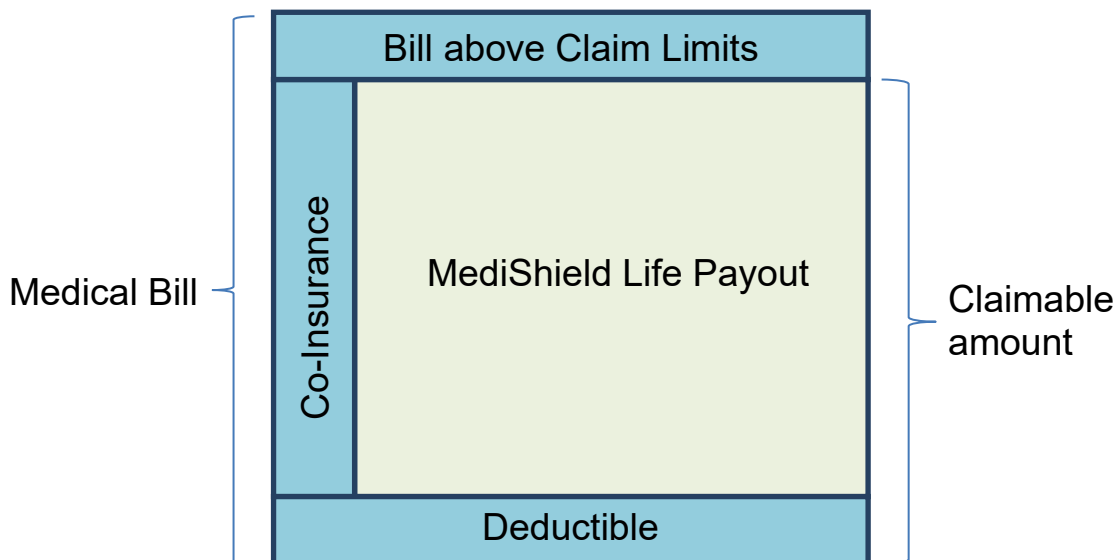 Bill above Claim Limits
Medical Bill
Co-Insurance
MediShield Life Payout
Claimable
amount
Deductible